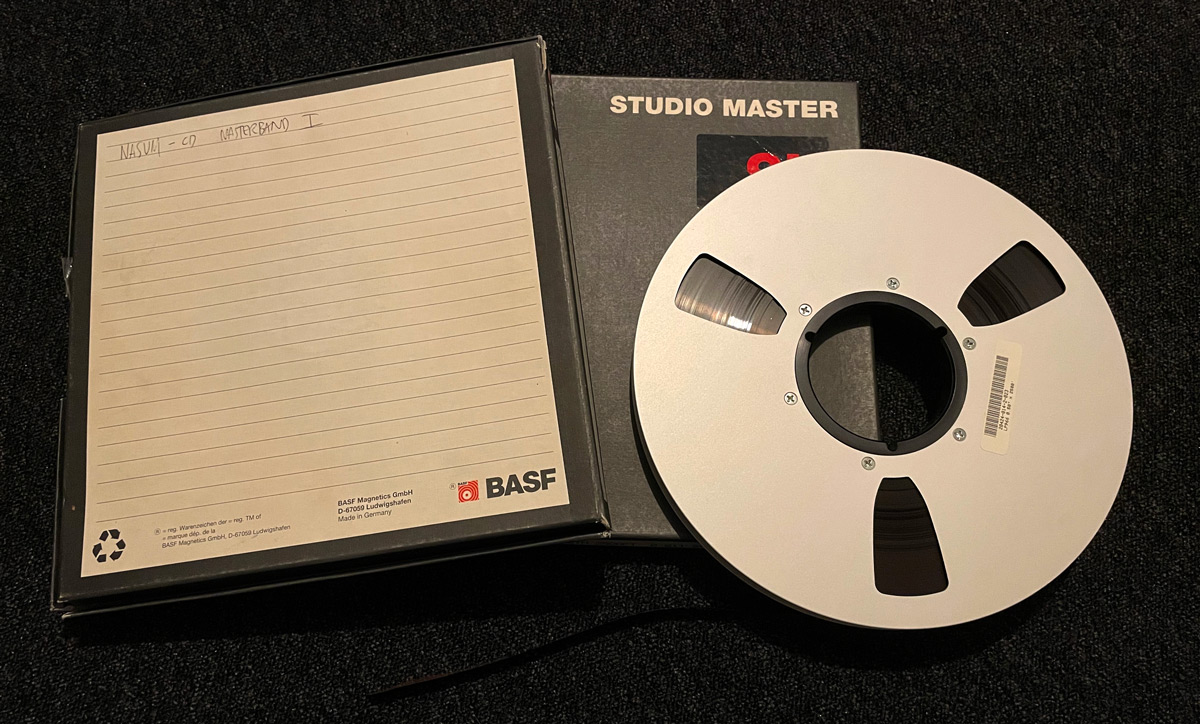 NASUM - CD MASTERBAND I
® = reg. Warenzeichen der = reg. TM of
= marque dép. de la
BASF Magnetics GmbH, D-67059 Ludwigshafen
BASF Magnetics GmbH
D-67059 Ludwigshafen
Made in Germany
®
BASF
BASF
STUDIO MASTER